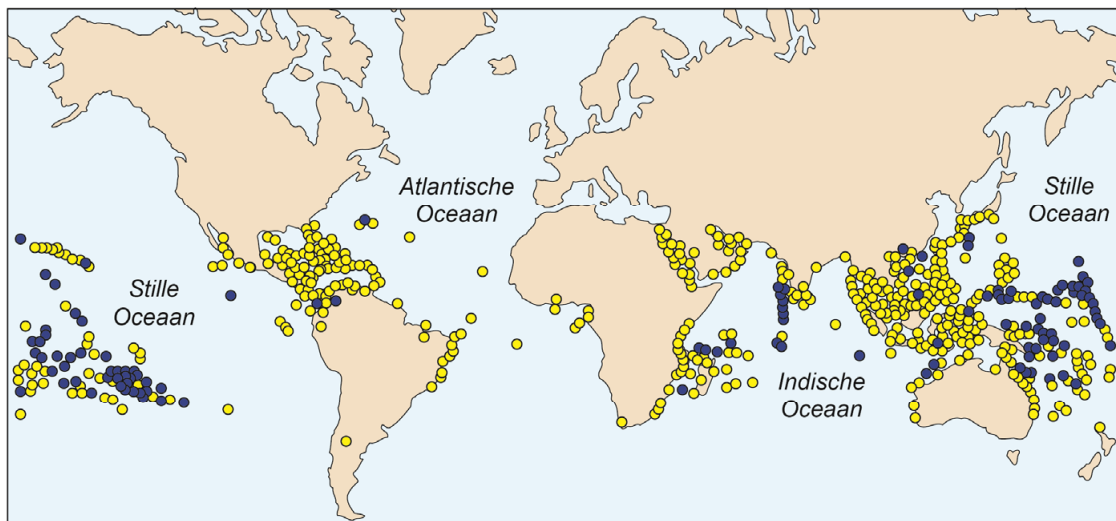 Atlantische
Oceaan
Stille
Oceaan
Stille
Oceaan
Indische
Oceaan